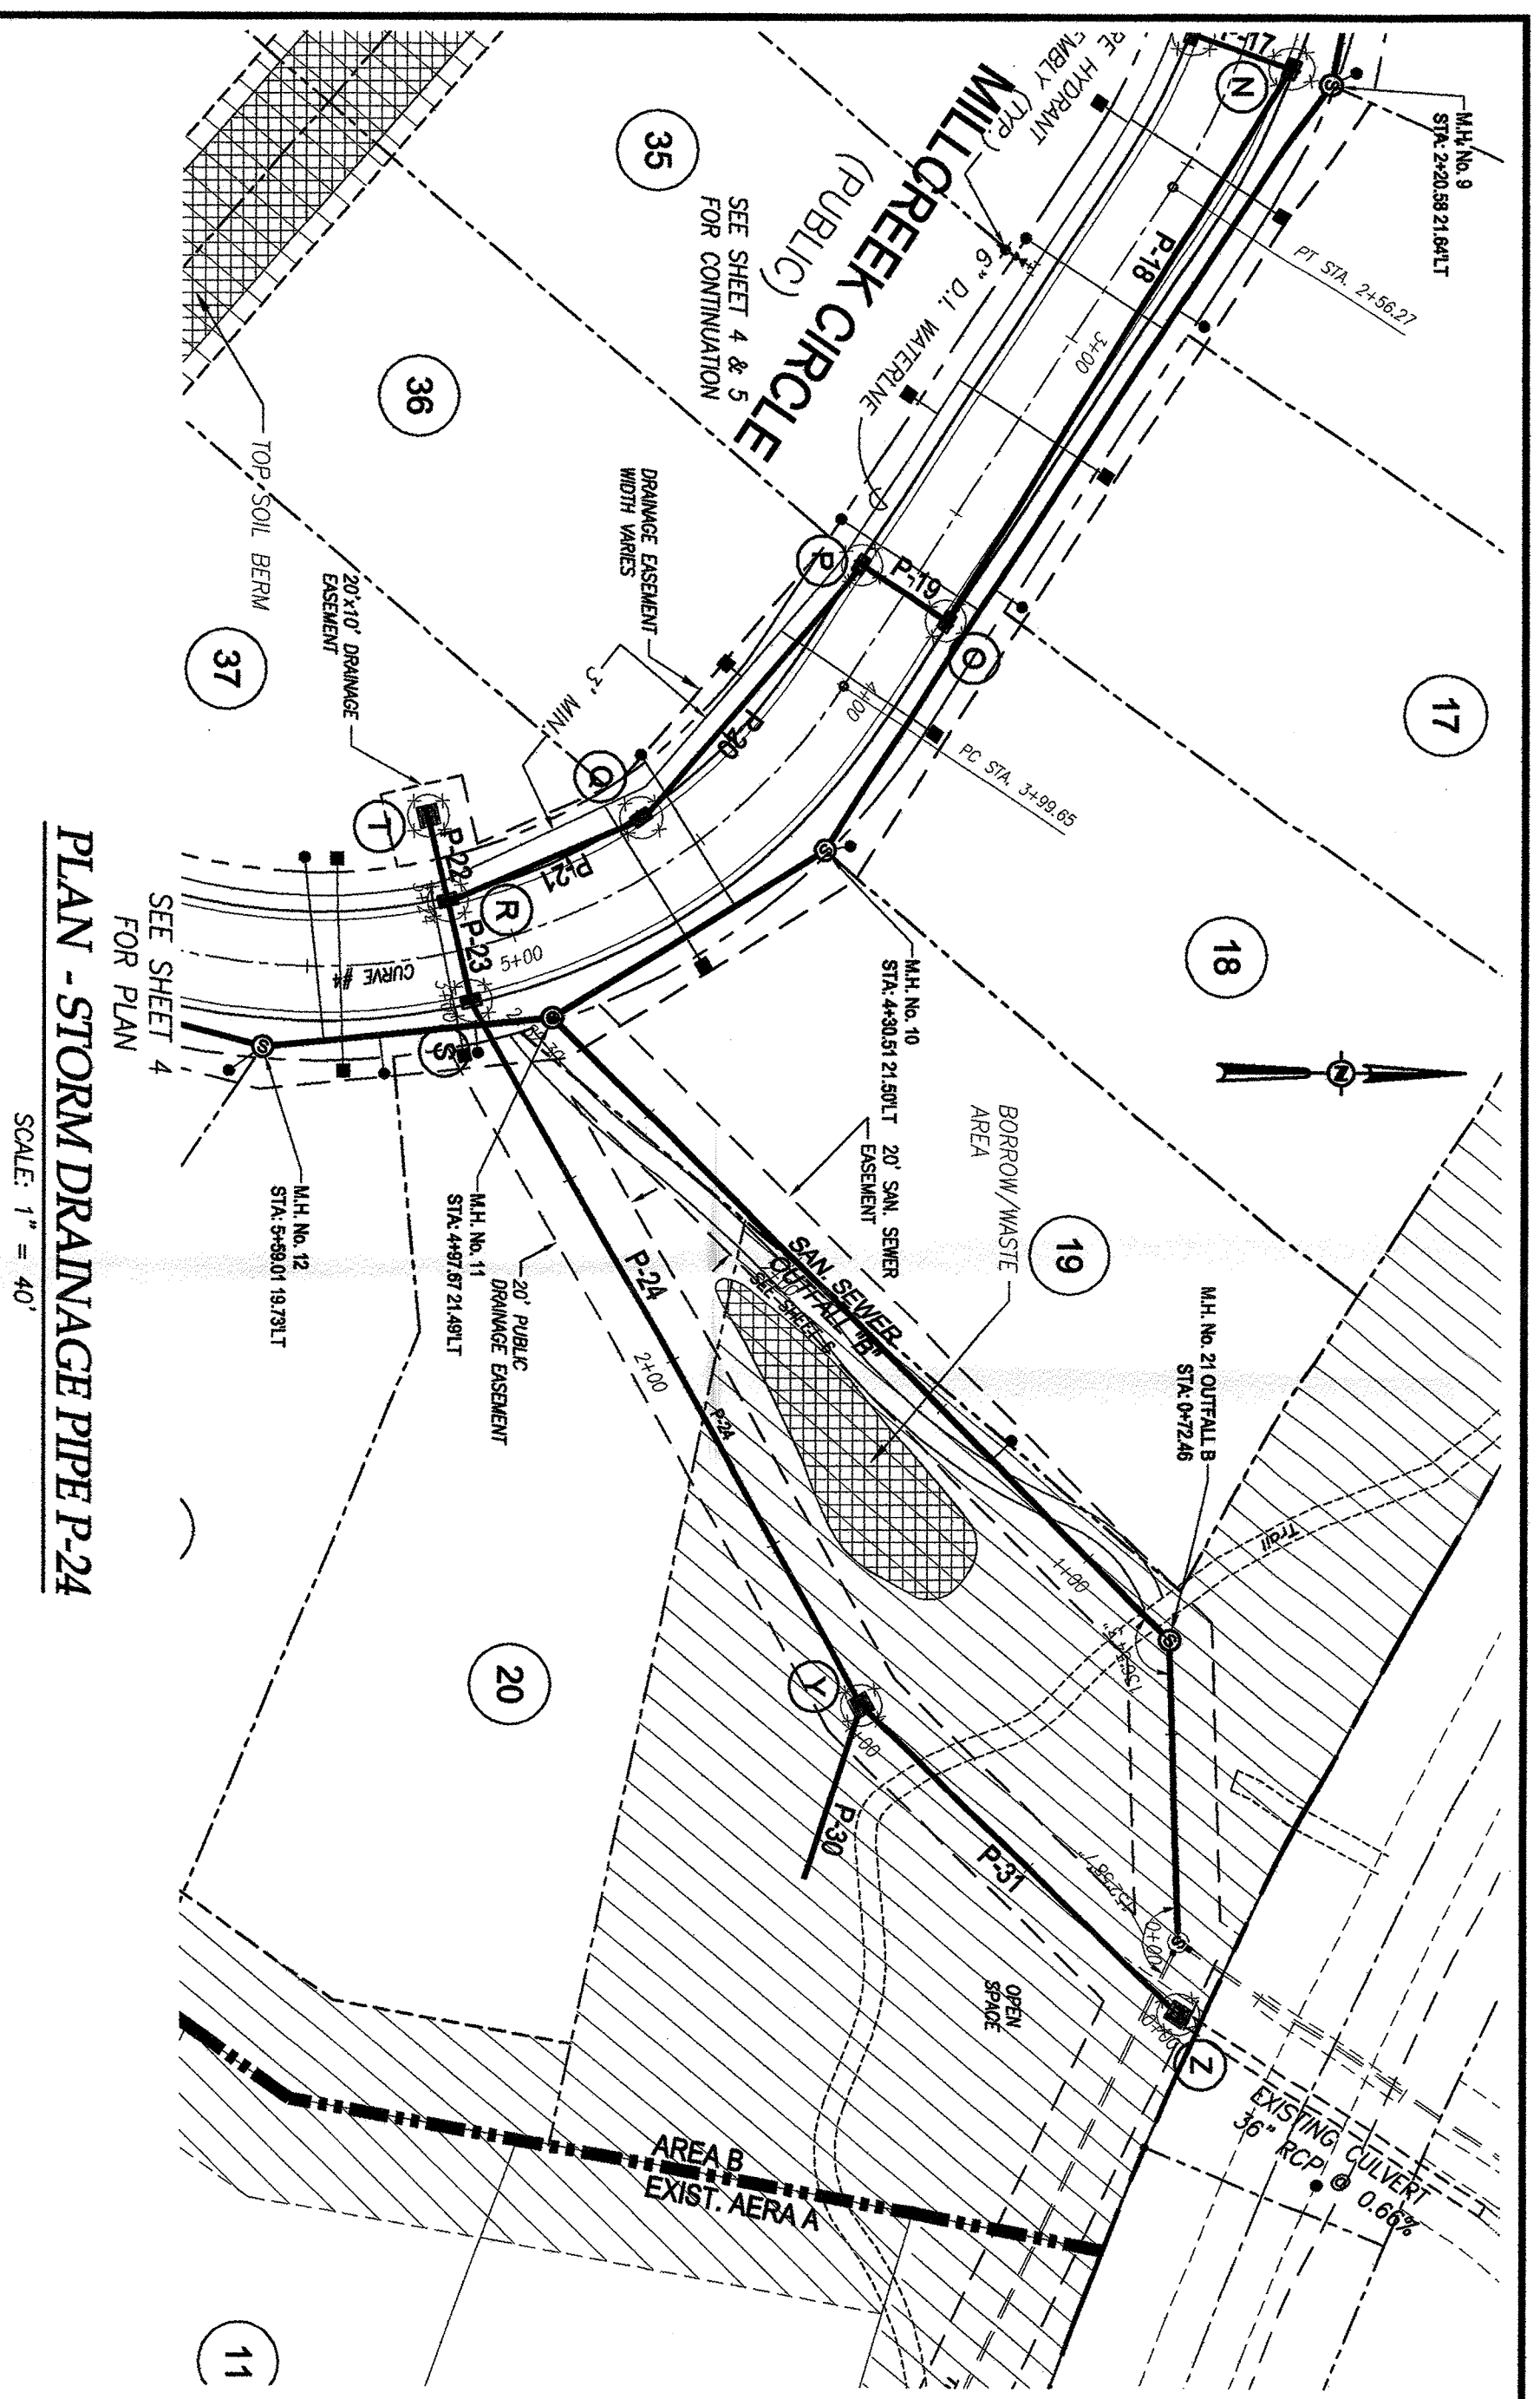 M.H. No. 9
STA: 2+20.58 21.64'LT
PT STA. 2+56.27
N
P-18
3+00
6" D.I. WATERLINE
MILLCREEK CIRCLE
(PUBLIC)
35
SEE SHEET 4 & 5
FOR CONTINUATION
36
TOP SOIL BERM
17
P
P-19
O
4+00
PC STA. 3+99.65
DRAINAGE EASEMENT
WIDTH VARIES
3' MIN.
P-20
Q
37
20'x10' DRAINAGE
EASEMENT
T
P-22
P-21
R
P-23
5+00
CURVE #4
S
18
M.H. No. 10
STA: 4+30.51 21.50'LT
20' SAN. SEWER
EASEMENT
BORROW/WASTE
AREA
19
M.H. No. 11
STA: 4+97.67 21.49'LT
M.H. No. 12
STA: 5+59.01 19.73'LT
20' PUBLIC
DRAINAGE EASEMENT
P-24
2+00
P-24
SAN. SEWER
OUTFALL "B"
SEE SHEET 6
M.H. No. 21 OUTFALL B
STA: 0+72.46
1+00
Trail
20
Y
P-30
P-31
OPEN
SPACE
0+00
Z
EXISTING CULVERT
36" RCP @ 0.66%
AREA B
EXIST. AERA A
11
SEE SHEET 4
FOR PLAN
PLAN - STORM DRAINAGE PIPE P-24
SCALE: 1" = 40'